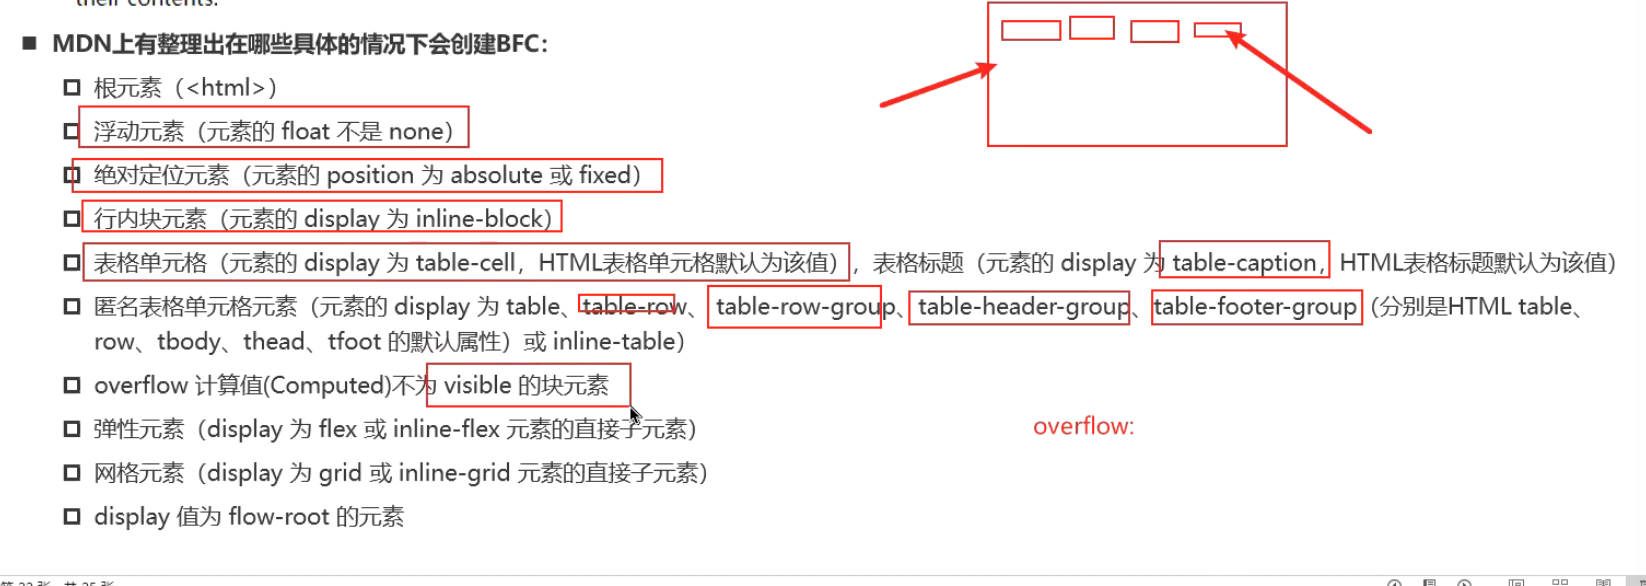 their contents.
■ MDN上有整理出在哪些具体的情况下会创建BFC：
根元素（<html>）
浮动元素（元素的 float 不是 none）
绝对定位元素（元素的 position 为 absolute 或 fixed）
行内块元素（元素的 display 为 inline-block）
表格单元格（元素的 display 为 table-cell，HTML表格单元格默认为该值），表格标题（元素的 display 为 table-caption，HTML表格标题默认为该值）
匿名表格单元格元素（元素的 display 为 table、table-row、 table-row-group、table-header-group、table-footer-group（分别是HTML table、
row、tbody、thead、tfoot 的默认属性）或 inline-table）
overflow 计算值(Computed)不为 visible 的块元素
弹性元素（display 为 flex 或 inline-flex 元素的直接子元素）
overflow:
网格元素（display 为 grid 或 inline-grid 元素的直接子元素）
display 值为 flow-root 的元素